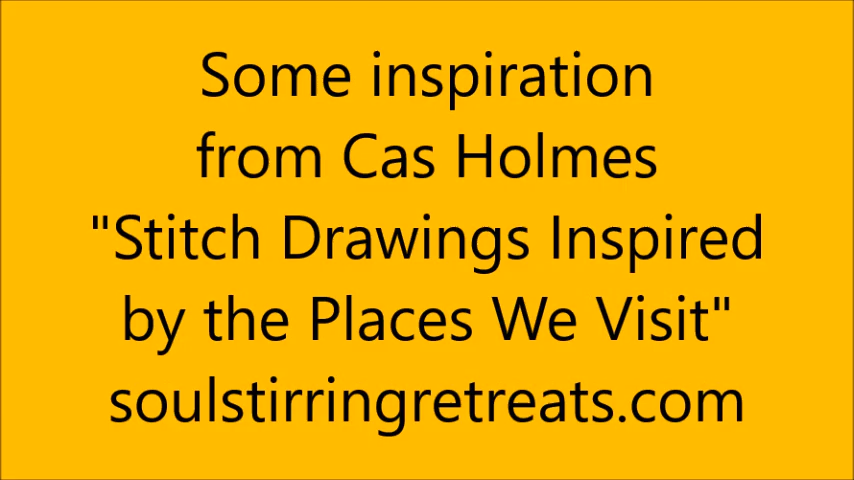 Some inspiration
from Cas Holmes
"Stitch Drawings Inspired
by the Places We Visit"
soulstirringretreats.com